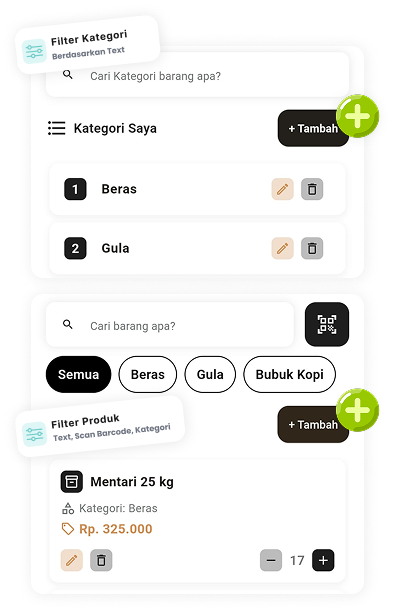 Filter Kategori
Berdasarkan Text
Cari Kategori barang apa?
Kategori Saya
+ Tambah
1 Beras
2 Gula
Cari barang apa?
Semua Beras Gula Bubuk Kopi
Filter Produk
Text, Scan Barcode, Kategori
+ Tambah
Mentari 25 kg
Kategori: Beras
Rp. 325.000
17